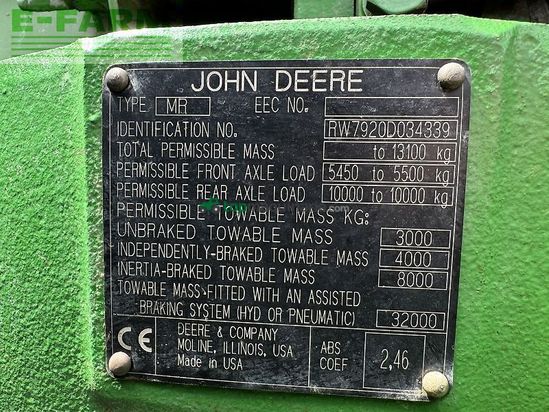 E-FARM
JOHN DEERE
TYPE MR EEC NO.
IDENTIFICATION NO. RW7920D034339
TOTAL PERMISSIBLE MASS to 13100 kg
PERMISSIBLE FRONT AXLE LOAD 5450 to 5500 kg
PERMISSIBLE REAR AXLE LOAD 10000 to 10000 kg
PERMISSIBLE TOWABLE MASS KG:
UNBRAKED TOWABLE MASS 3000
INDEPENDENTLY-BRAKED TOWABLE MASS 4000
INERTIA-BRAKED TOWABLE MASS 8000
TOWABLE MASS FITTED WITH AN ASSISTED
BRAKING SYSTEM (HYD OR PNEUMATIC) 32000
CE DEERE & COMPANY
MOLINE, ILLINOIS, USA
Made in USA
ABS
COEF 2,46